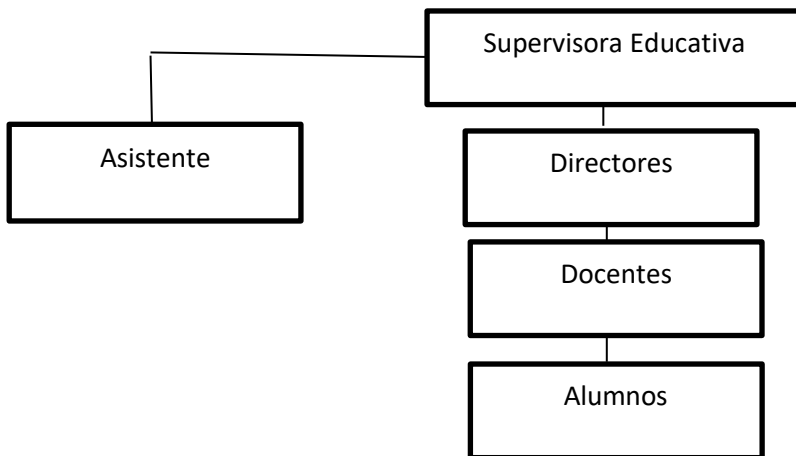 Supervisora Educativa
Asistente
Directores
Docentes
Alumnos